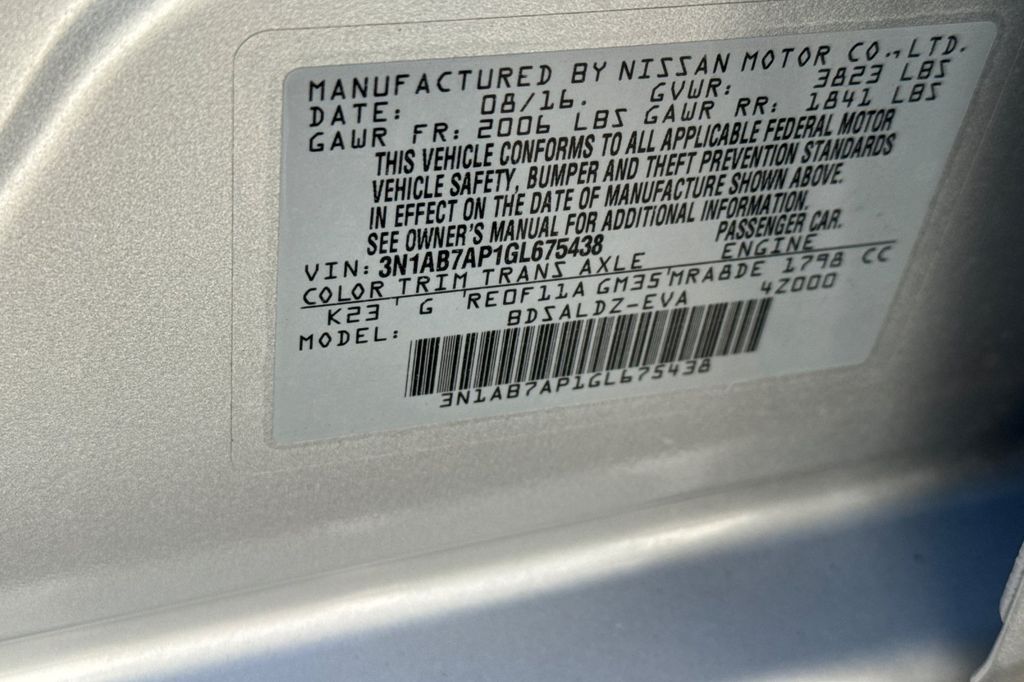 MANUFACTURED BY NISSAN MOTOR CO., LTD.
DATE: 08/16. GVWR: 3823 LBS
GAWR FR: 2006 LBS GAWR RR: 1841 LBS
THIS VEHICLE CONFORMS TO ALL APPLICABLE FEDERAL MOTOR
VEHICLE SAFETY, BUMPER AND THEFT PREVENTION STANDARDS
IN EFFECT ON THE DATE OF MANUFACTURE SHOWN ABOVE.
SEE OWNER'S MANUAL FOR ADDITIONAL INFORMATION.
VIN: 3N1AB7AP1GL675438 PASSENGER CAR.
COLOR TRIM TRANS AXLE ENGINE
K23 ' G 'RE0F11A GM35'MRA8DE 1798 CC
MODEL: BDSALDZ-EVA 4Z000
3N1AB7AP1GL675438